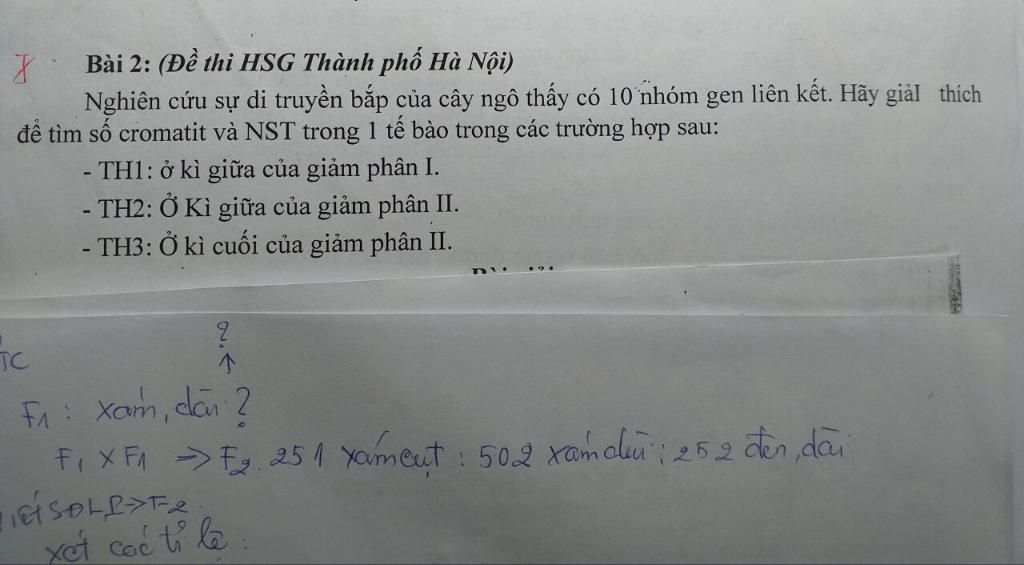 Bài 2: (Đề thi HSG Thành phố Hà Nội)
Nghiên cứu sự di truyền bắp của cây ngô thấy có 10 nhóm gen liên kết. Hãy giảI thích
để tìm số cromatit và NST trong 1 tế bào trong các trường hợp sau:
- TH1: ở kì giữa của giảm phân I.
- TH2: Ở Kì giữa của giảm phân II.
- TH3: Ở kì cuối của giảm phân II.
?
TC
F1: xám, dài ?
F1 x F1 => F2. 251 xám cụt : 502 xám dài : 252 đen, dài
SĐL P->F2.
xét các tỉ lệ :